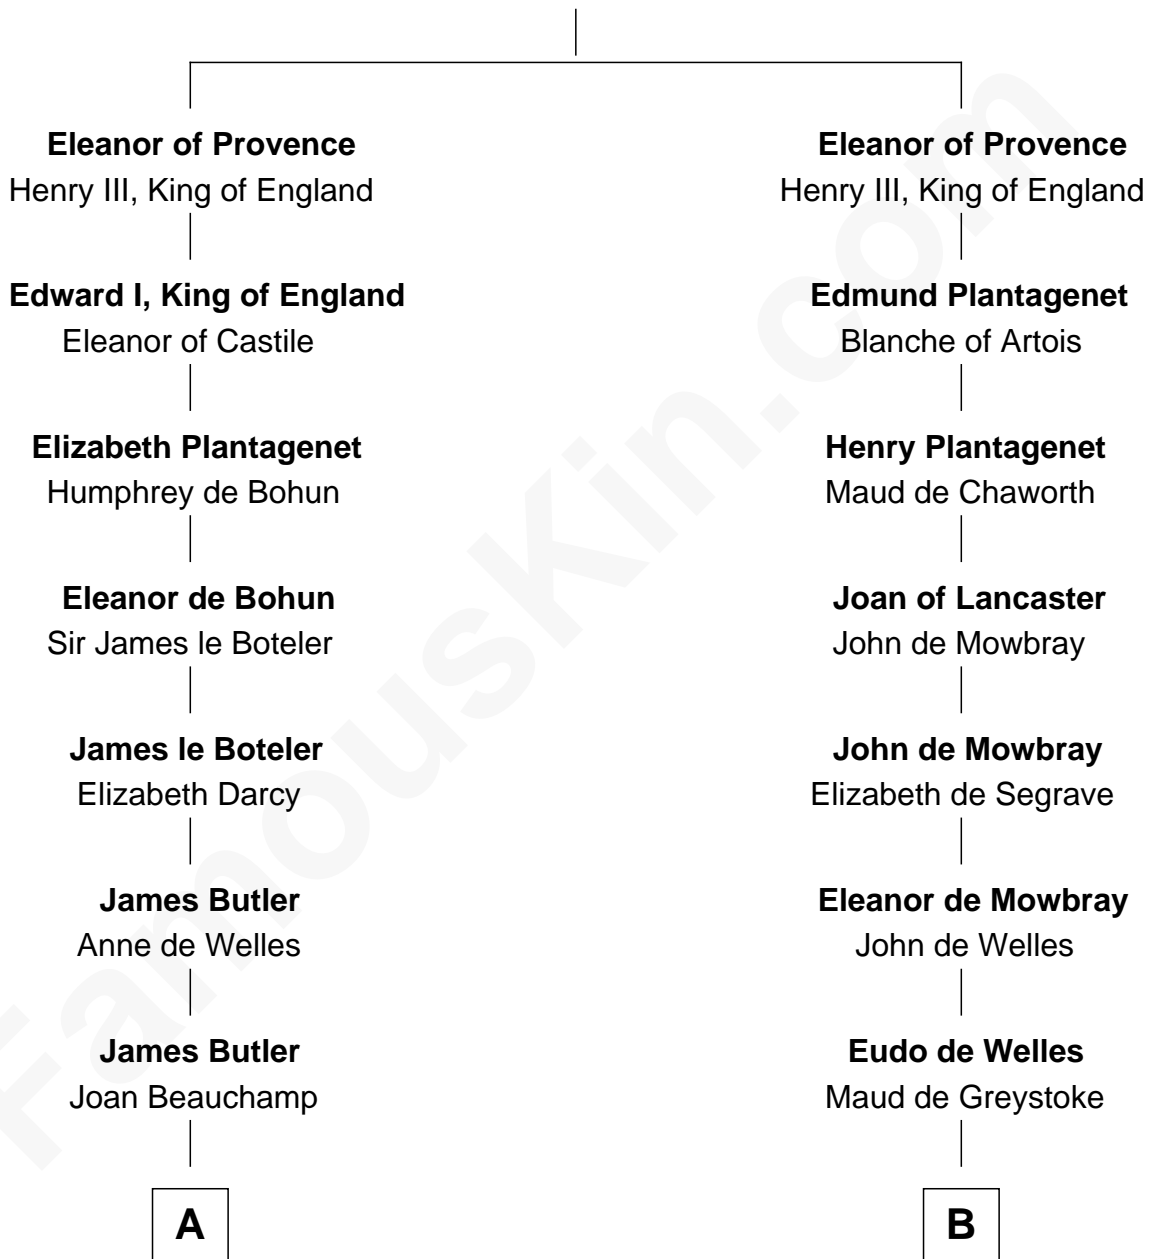 Eleanor of Provence
Henry III, King of England
Edward I, King of England
Eleanor of Castile
Elizabeth Plantagenet
Humphrey de Bohun
Eleanor de Bohun
Sir James le Boteler
James le Boteler
Elizabeth Darcy
James Butler
Anne de Welles
James Butler
Joan Beauchamp
A
Eleanor of Provence
Henry III, King of England
Edmund Plantagenet
Blanche of Artois
Henry Plantagenet
Maud de Chaworth
Joan of Lancaster
John de Mowbray
John de Mowbray
Elizabeth de Segrave
Eleanor de Mowbray
John de Welles
Eudo de Welles
Maud de Greystoke
B
FamousKin.com